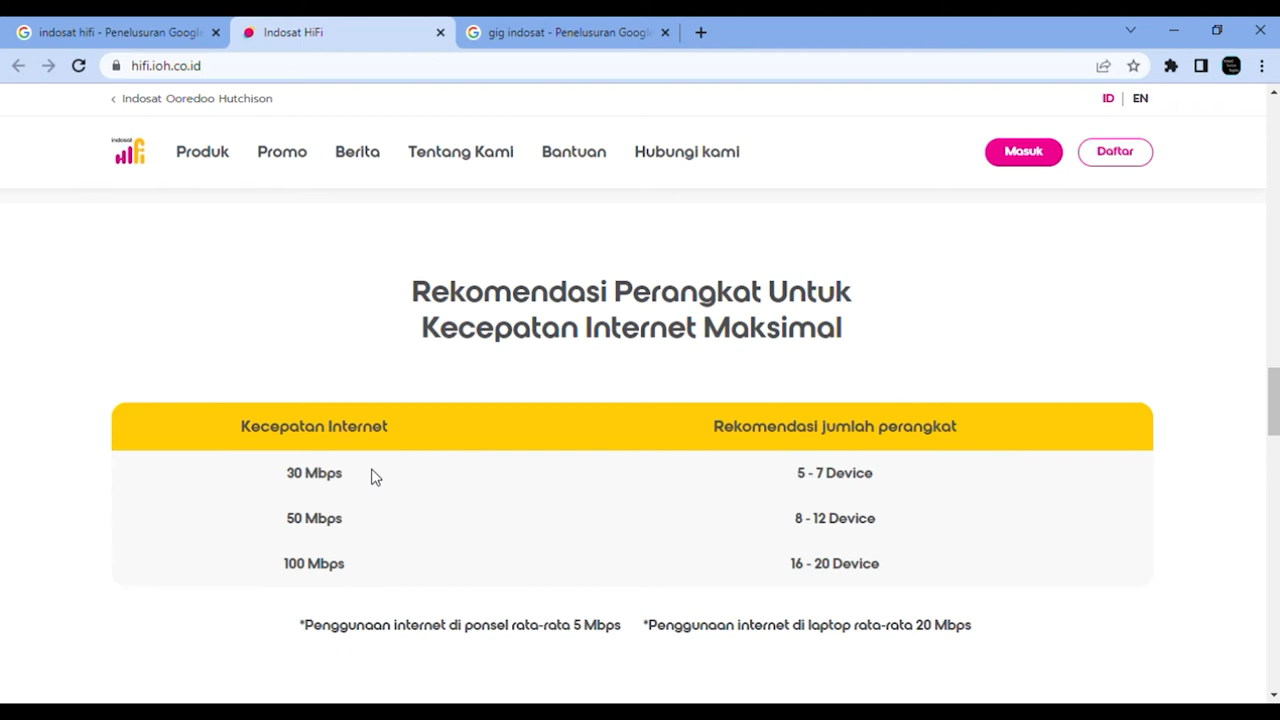 indosat hifi - Penelusuran Google
Indosat HiFi
gig indosat - Penelusuran Google
hifi.ioh.co.id
Indosat Ooredoo Hutchison
ID
EN
indosat
HiFi
Produk
Promo
Berita
Tentang Kami
Bantuan
Hubungi kami
Masuk
Daftar
Rekomendasi Perangkat Untuk
Kecepatan Internet Maksimal
Kecepatan Internet
Rekomendasi jumlah perangkat
30 Mbps
5 - 7 Device
50 Mbps
8 - 12 Device
100 Mbps
16 - 20 Device
*Penggunaan internet di ponsel rata-rata 5 Mbps
*Penggunaan internet di laptop rata-rata 20 Mbps